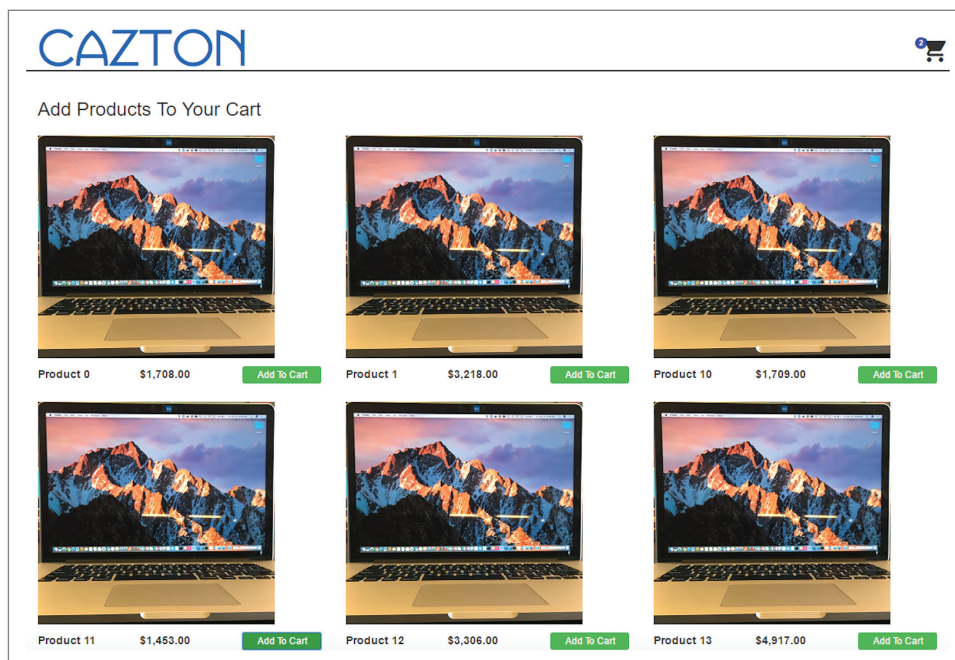 CAZTON
2
Add Products To Your Cart
Product 0 $1,708.00 Add To Cart
Product 1 $3,218.00 Add To Cart
Product 10 $1,709.00 Add To Cart
Product 11 $1,453.00 Add To Cart
Product 12 $3,306.00 Add To Cart
Product 13 $4,917.00 Add To Cart